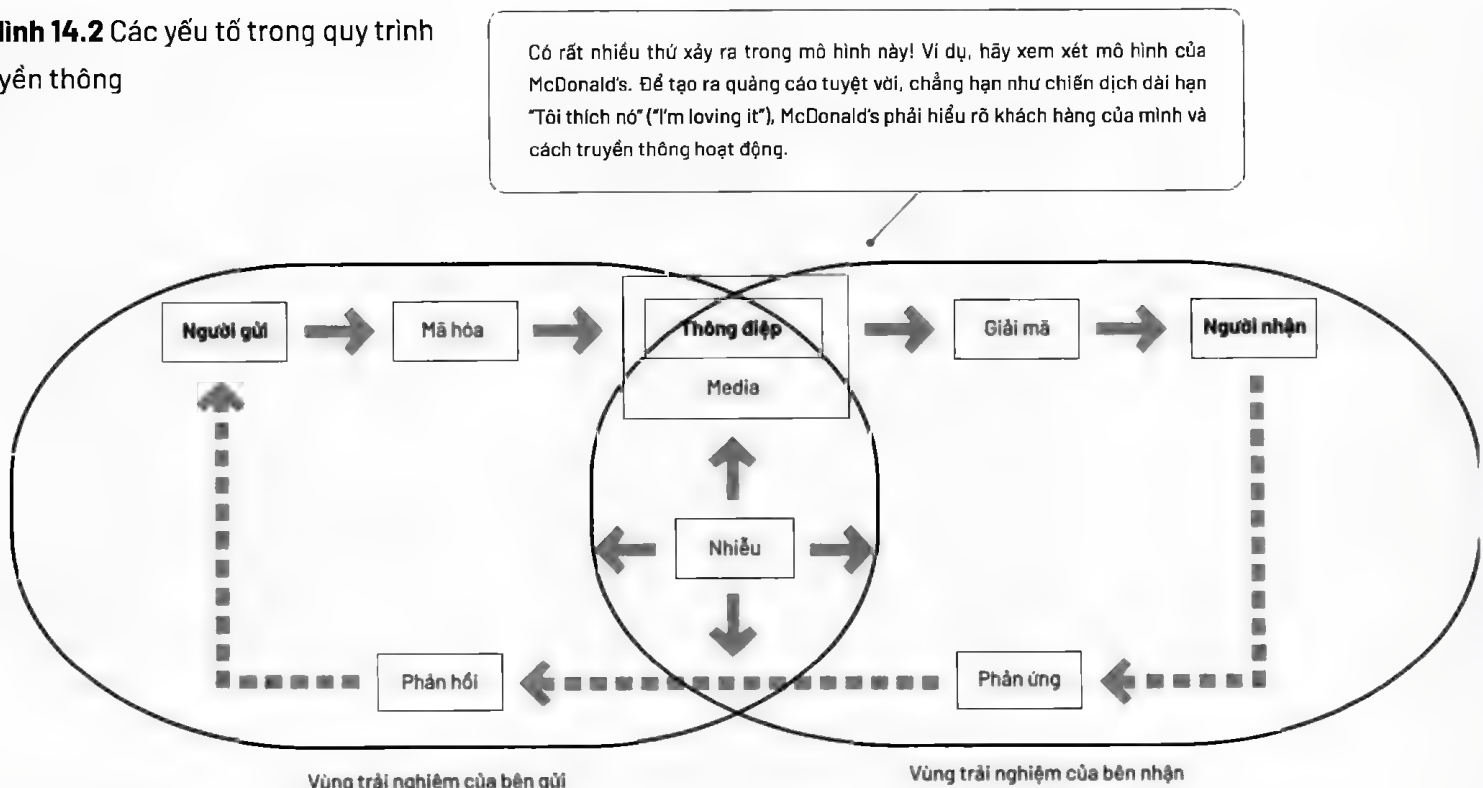 Hình 14.2 Các yếu tố trong quy trình
yền thông
Có rất nhiều thứ xảy ra trong mô hình này! Ví dụ, hãy xem xét mô hình của
McDonald's. Để tạo ra quảng cáo tuyệt vời, chẳng hạn như chiến dịch dài hạn
"Tôi thích nó" ("I'm loving it"), McDonald's phải hiểu rõ khách hàng của mình và
cách truyền thông hoạt động.
Người gửi
Mã hóa
Thông điệp
Media
Giải mã
Người nhận
Nhiễu
Phản hồi
Phản ứng
Vùng trải nghiệm của bên gửi
Vùng trải nghiệm của bên nhận